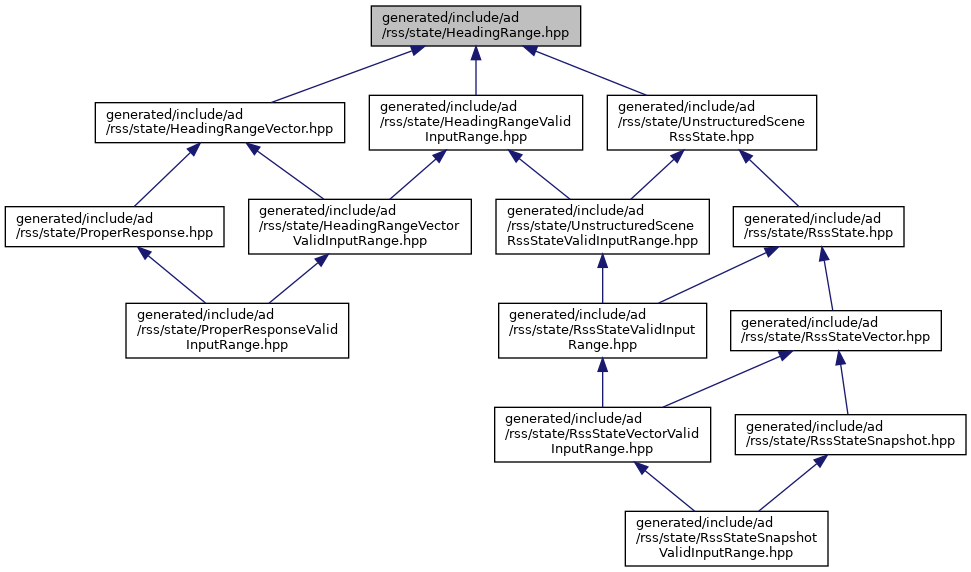 generated/include/ad
/rss/state/HeadingRange.hpp
generated/include/ad
/rss/state/HeadingRangeVector.hpp
generated/include/ad
/rss/state/HeadingRangeValid
InputRange.hpp
generated/include/ad
/rss/state/UnstructuredScene
RssState.hpp
generated/include/ad
/rss/state/ProperResponse.hpp
generated/include/ad
/rss/state/HeadingRangeVector
ValidInputRange.hpp
generated/include/ad
/rss/state/UnstructuredScene
RssStateValidInputRange.hpp
generated/include/ad
/rss/state/RssState.hpp
generated/include/ad
/rss/state/ProperResponseValid
InputRange.hpp
generated/include/ad
/rss/state/RssStateValidInput
Range.hpp
generated/include/ad
/rss/state/RssStateVector.hpp
generated/include/ad
/rss/state/RssStateVectorValid
InputRange.hpp
generated/include/ad
/rss/state/RssStateSnapshot.hpp
generated/include/ad
/rss/state/RssStateSnapshot
ValidInputRange.hpp